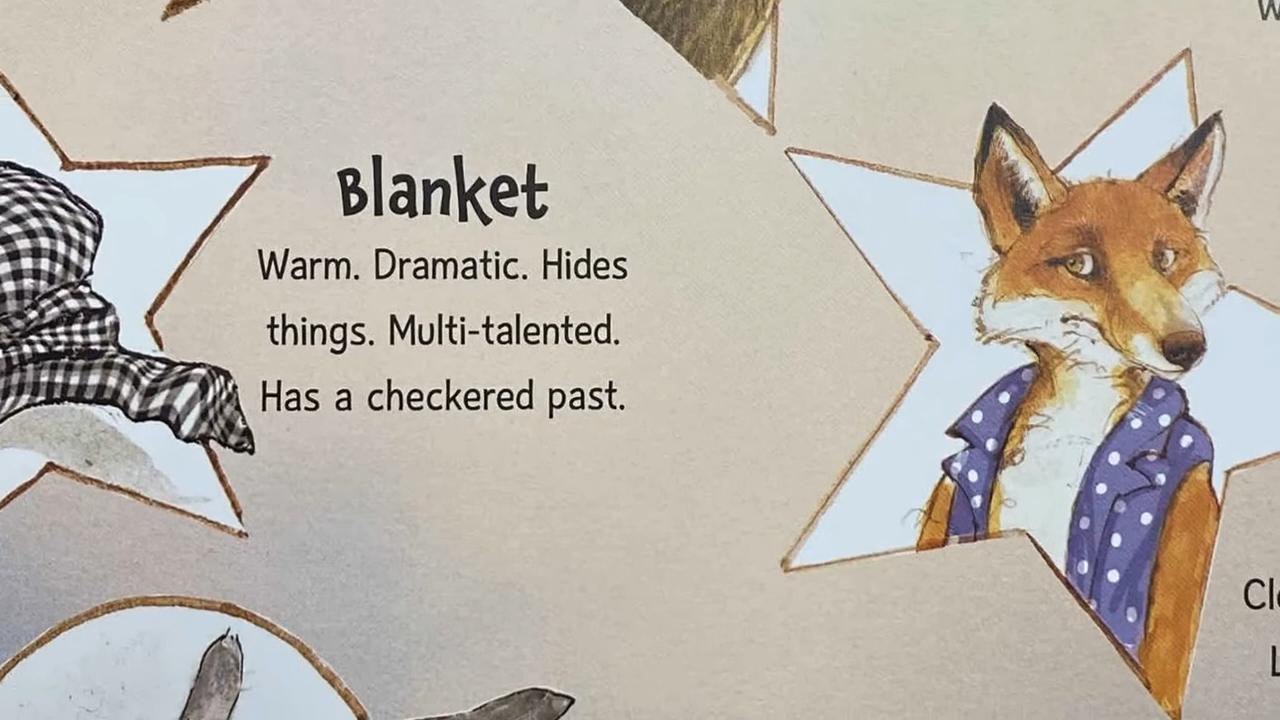 Blanket
Warm. Dramatic. Hides
things. Multi-talented.
Has a checkered past.